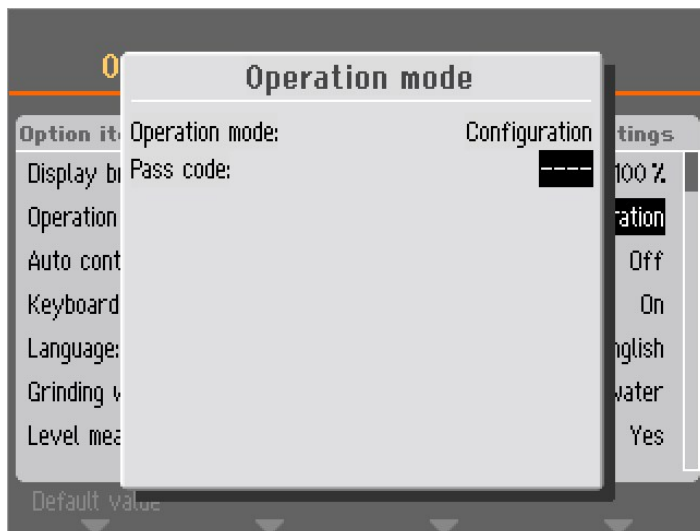 O
Operation mode
Option it tings
Operation mode: Configuration
Display b 100 %
Pass code: ----
Operation ration
Auto cont Off
Keyboard On
Language: nglish
Grinding w water
Level mea Yes
Default value